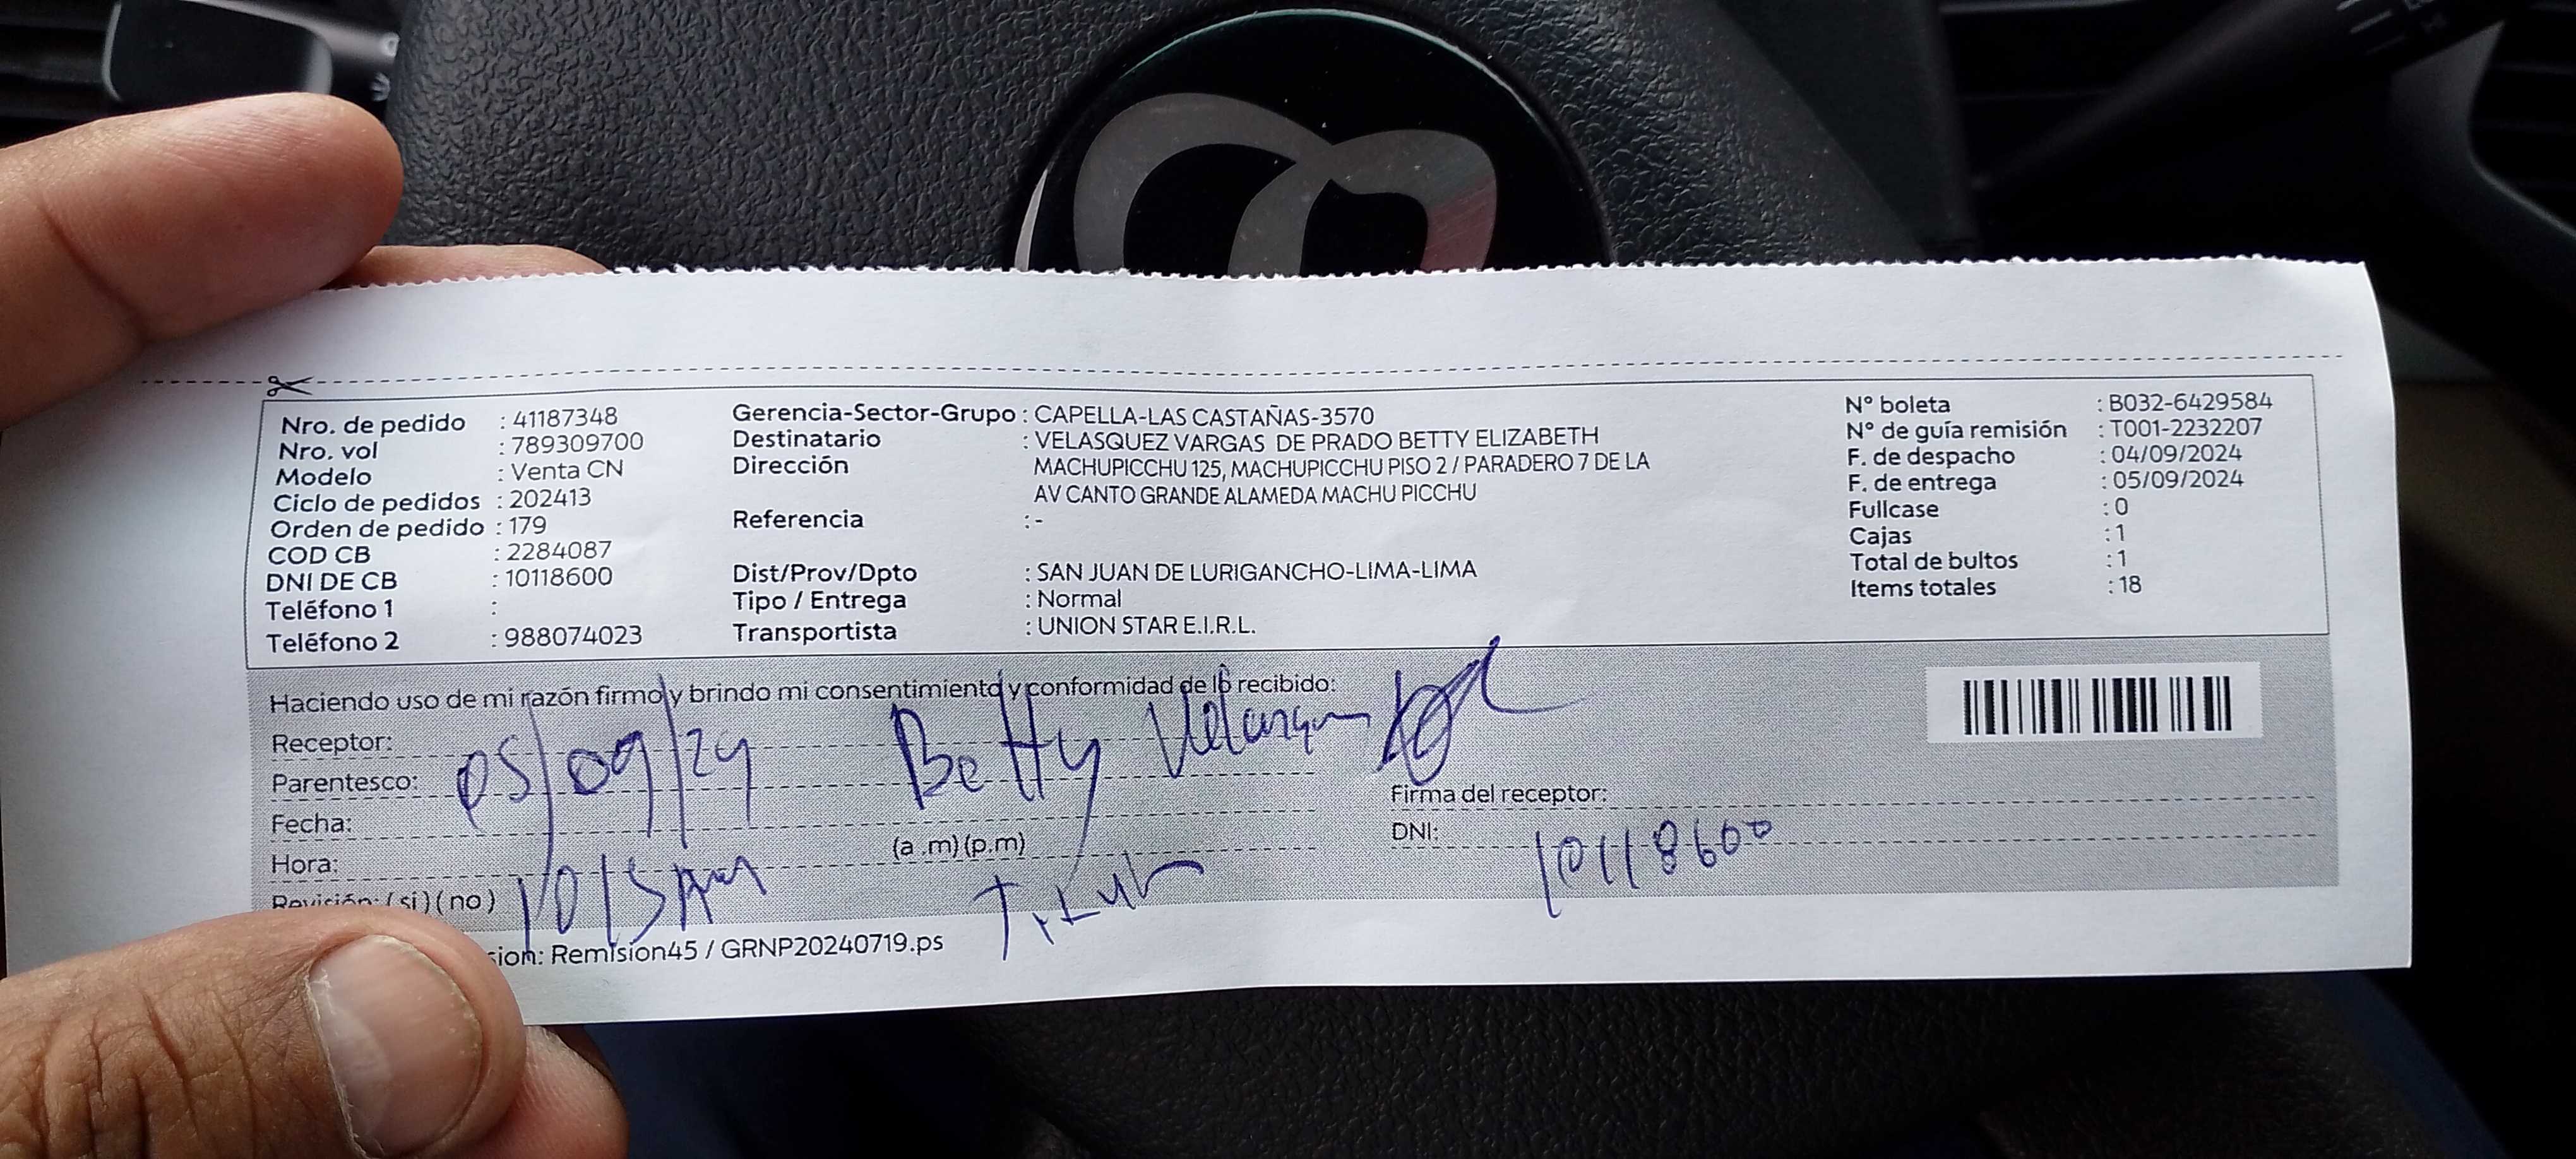 Nro. de pedido : 41187348
Nro. vol : 789309700
Modelo : Venta CN
Ciclo de pedidos : 202413
Orden de pedido : 179
COD CB : 2284087
DNI DE CB : 10118600
Teléfono 1 :
Teléfono 2 : 988074023
Gerencia-Sector-Grupo : CAPELLA-LAS CASTAÑAS-3570
Destinatario : VELASQUEZ VARGAS DE PRADO BETTY ELIZABETH
Dirección MACHUPICCHU 125, MACHUPICCHU PISO 2 / PARADERO 7 DE LA
AV CANTO GRANDE ALAMEDA MACHU PICCHU
Referencia : -
Dist/Prov/Dpto : SAN JUAN DE LURIGANCHO-LIMA-LIMA
Tipo / Entrega : Normal
Transportista : UNION STAR E.I.R.L.
N° boleta : B032-6429584
N° de guía remisión : T001-2232207
F. de despacho : 04/09/2024
F. de entrega : 05/09/2024
Fullcase : 0
Cajas : 1
Total de bultos : 1
Items totales : 18
Haciendo uso de mi razón firmo y brindo mi consentimiento y conformidad de lo recibido:
Receptor: Betty
Parentesco: 05/09/24
Fecha:
Hora: (a .m) (p.m)
Revisión: ( si ) ( no ) 1015 Am
Firma del receptor:
DNI: 10118600
sion: Remision45 / GRNP20240719.ps